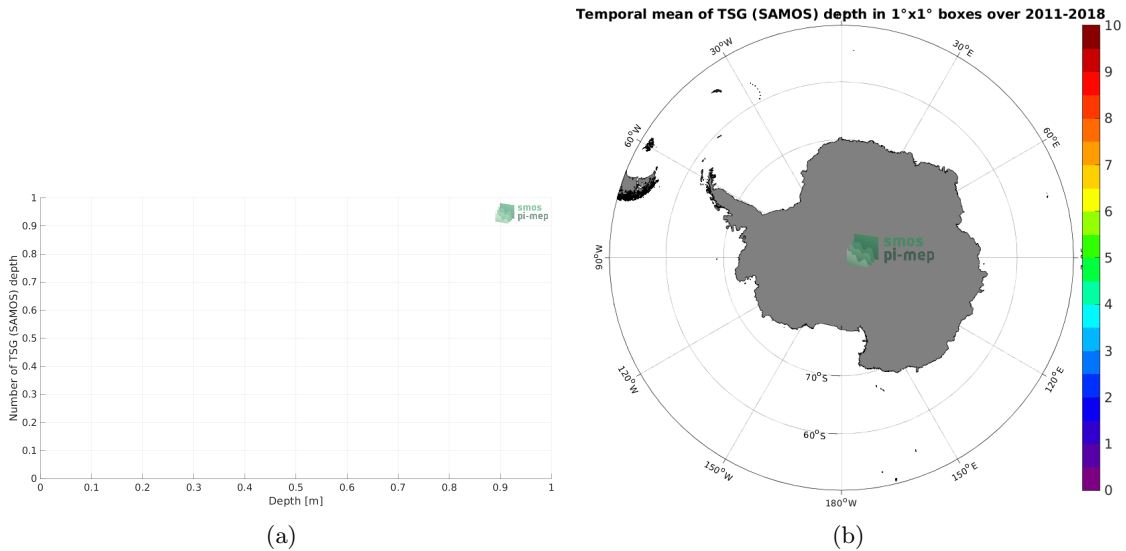 Temporal mean of TSG (SAMOS) depth in 1°x1° boxes over 2011-2018
1
0.9
0.8
0.7
0.6
0.5
0.4
0.3
0.2
0.1
0
Number of TSG (SAMOS) depth
0 0.1 0.2 0.3 0.4 0.5 0.6 0.7 0.8 0.9 1
Depth [m]
smos
pi-mep
(a)
30°W
30°E
60°W
60°E
90°W
smos
pi-mep
120°W
120°E
70°S
60°S
150°W
150°E
180°W
10
9
8
7
6
5
4
3
2
1
0
(b)